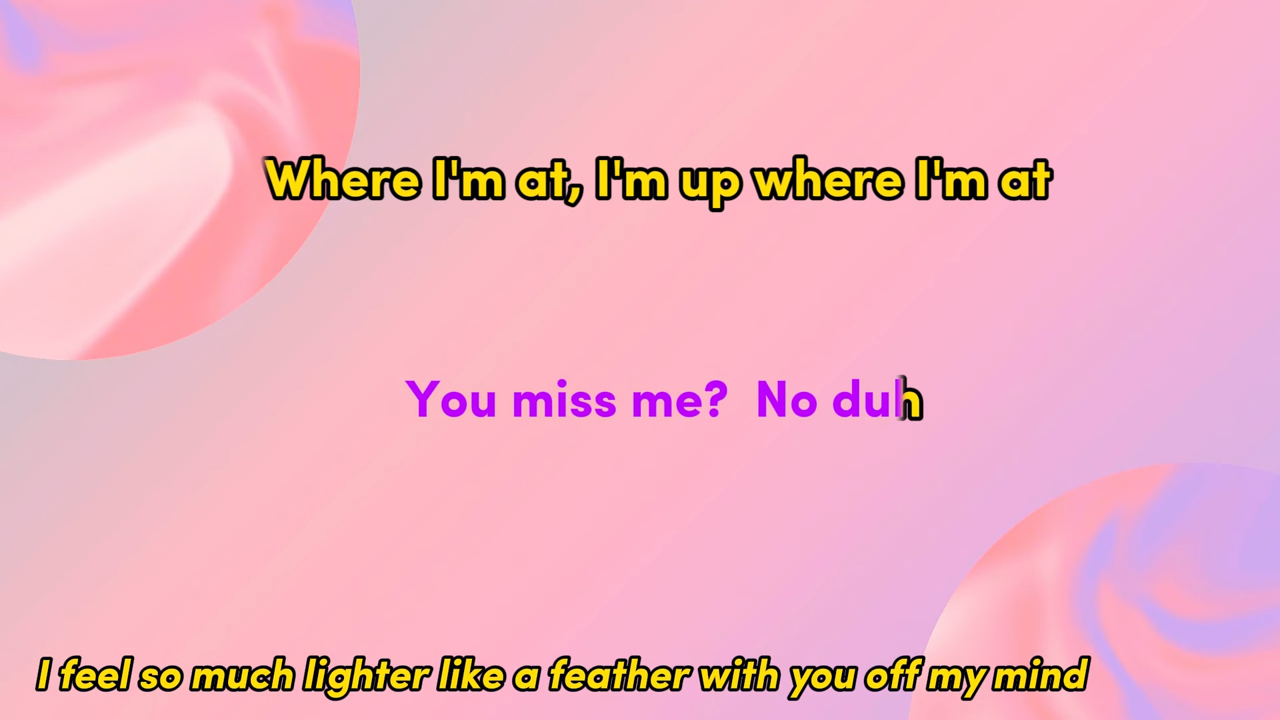 Where I'm at, I'm up where I'm at
You miss me?  No duh
I feel so much lighter like a feather with you off my mind